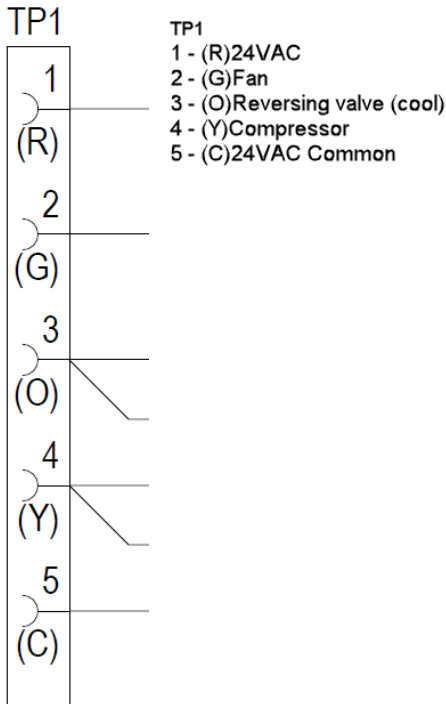 TP1
1
(R)
2
(G)
3
(O)
4
(Y)
5
(C)
TP1
1 - (R)24VAC
2 - (G)Fan
3 - (O)Reversing valve (cool)
4 - (Y)Compressor
5 - (C)24VAC Common